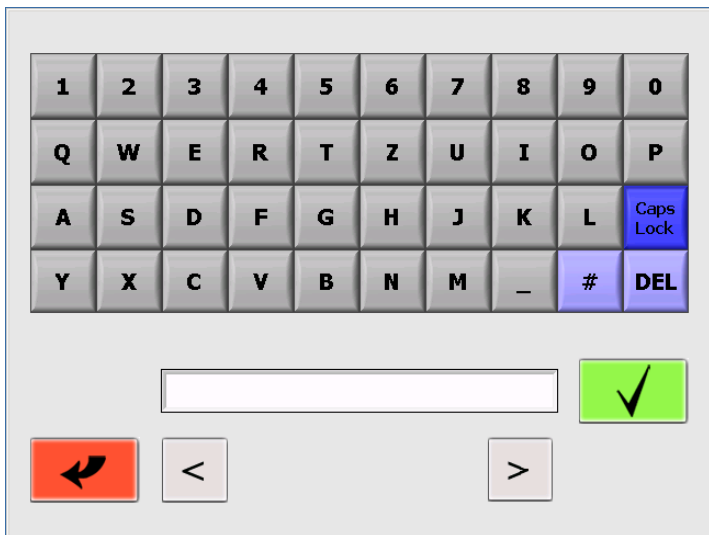 1 2 3 4 5 6 7 8 9 0
Q W E R T Z U I O P
A S D F G H J K L Caps Lock
Y X C V B N M _ # DEL
< >